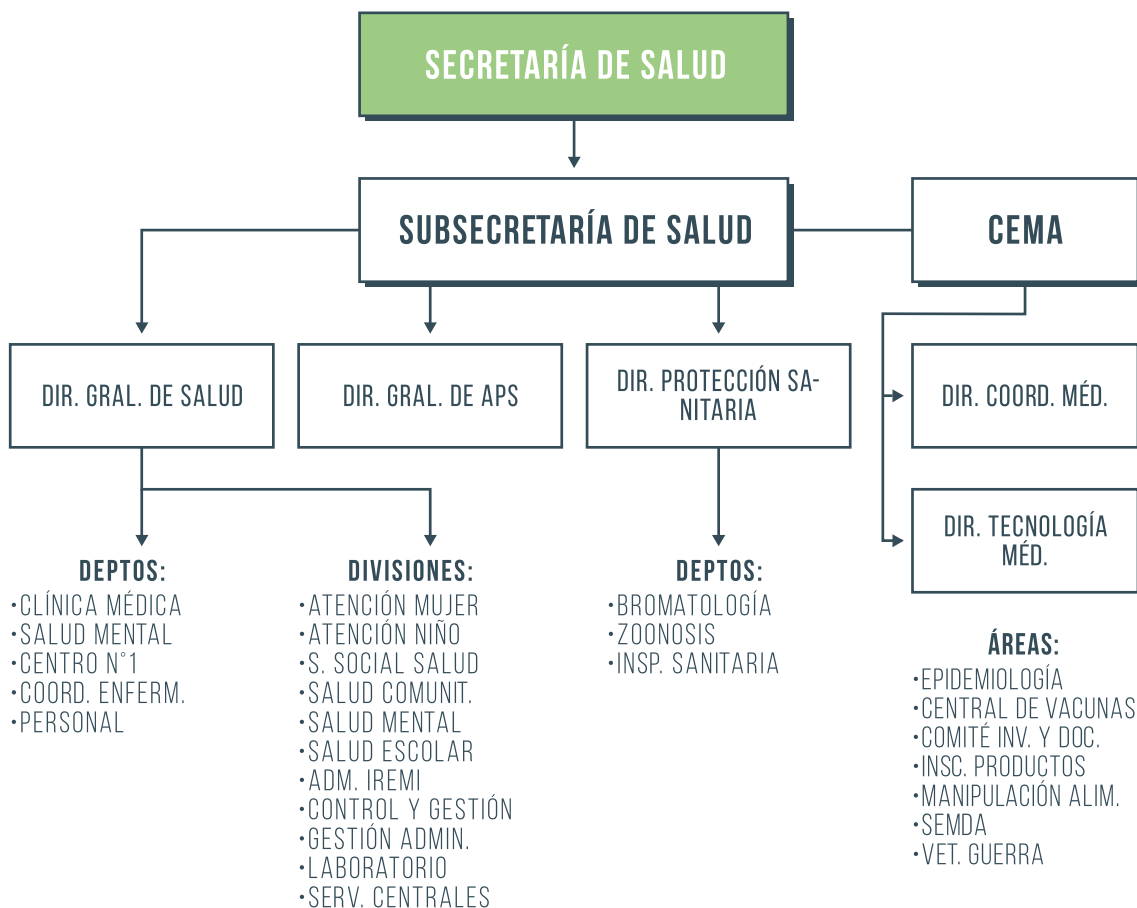 SECRETARÍA DE SALUD
SUBSECRETARÍA DE SALUD
CEMA
DIR. GRAL. DE SALUD
DIR. GRAL. DE APS
DIR. PROTECCIÓN SA-
NITARIA
DIR. COORD. MÉD.
DIR. TECNOLOGÍA
MÉD.
DEPTOS:
•CLÍNICA MÉDICA
•SALUD MENTAL
•CENTRO N°1
•COORD. ENFERM.
•PERSONAL
DIVISIONES:
•ATENCIÓN MUJER
•ATENCIÓN NIÑO
•S. SOCIAL SALUD
•SALUD COMUNIT.
•SALUD MENTAL
•SALUD ESCOLAR
•ADM. IREMI
•CONTROL Y GESTIÓN
•GESTIÓN ADMIN.
•LABORATORIO
•SERV. CENTRALES
DEPTOS:
•BROMATOLOGÍA
•ZOONOSIS
•INSP. SANITARIA
ÁREAS:
•EPIDEMIOLOGÍA
•CENTRAL DE VACUNAS
•COMITÉ INV. Y DOC.
•INSC. PRODUCTOS
•MANIPULACIÓN ALIM.
•SEMDA
•VET. GUERRA